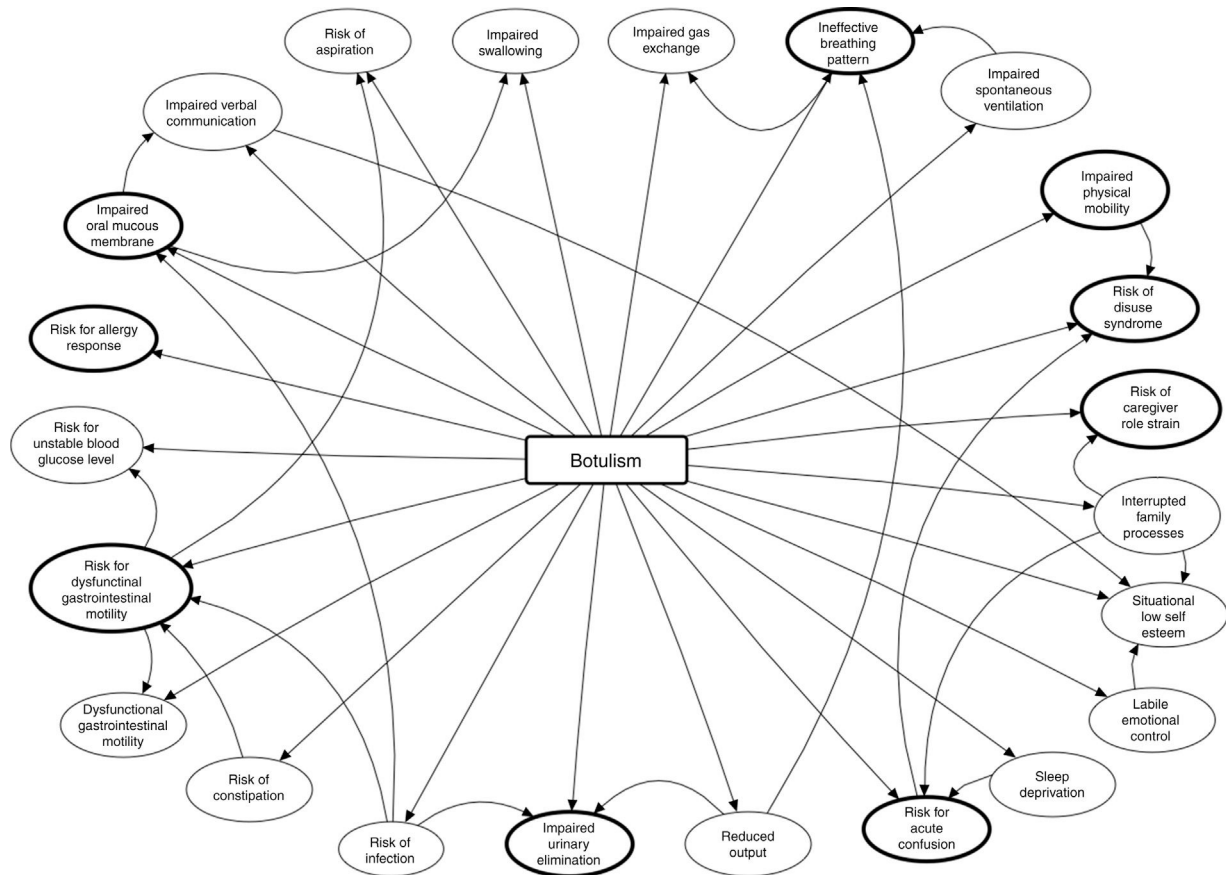 Risk of
aspiration
Impaired
swallowing
Impaired gas
exchange
Ineffective
breathing
pattern
Impaired
spontaneous
ventilation
Impaired verbal
communication
Impaired
physical
mobility
Impaired
oral mucous
membrane
Risk of
disuse
syndrome
Risk for allergy
response
Risk of
caregiver
role strain
Risk for
unstable blood
glucose level
Botulism
Interrupted
family
processes
Risk for
dysfunctinal
gastrointestinal
motility
Situational
low self
esteem
Dysfunctional
gastrointestinal
motility
Labile
emotional
control
Risk of
constipation
Sleep
deprivation
Risk of
infection
Impaired
urinary
elimination
Reduced
output
Risk for
acute
confusion